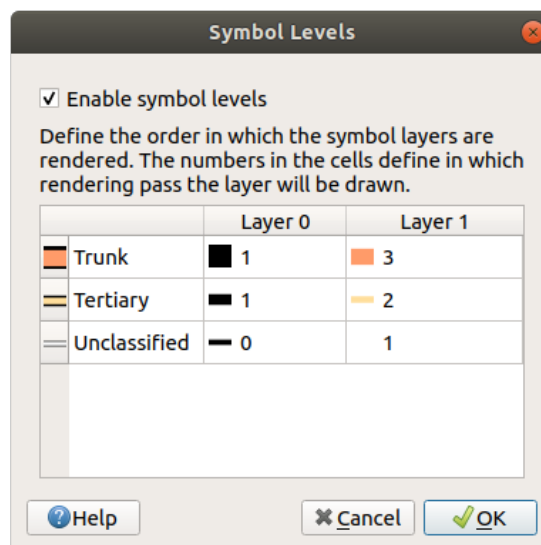 Symbol Levels
Enable symbol levels
Define the order in which the symbol layers are
rendered. The numbers in the cells define in which
rendering pass the layer will be drawn.
Layer 0 Layer 1
Trunk 1 3
Tertiary 1 2
Unclassified 0 1
Help Cancel OK